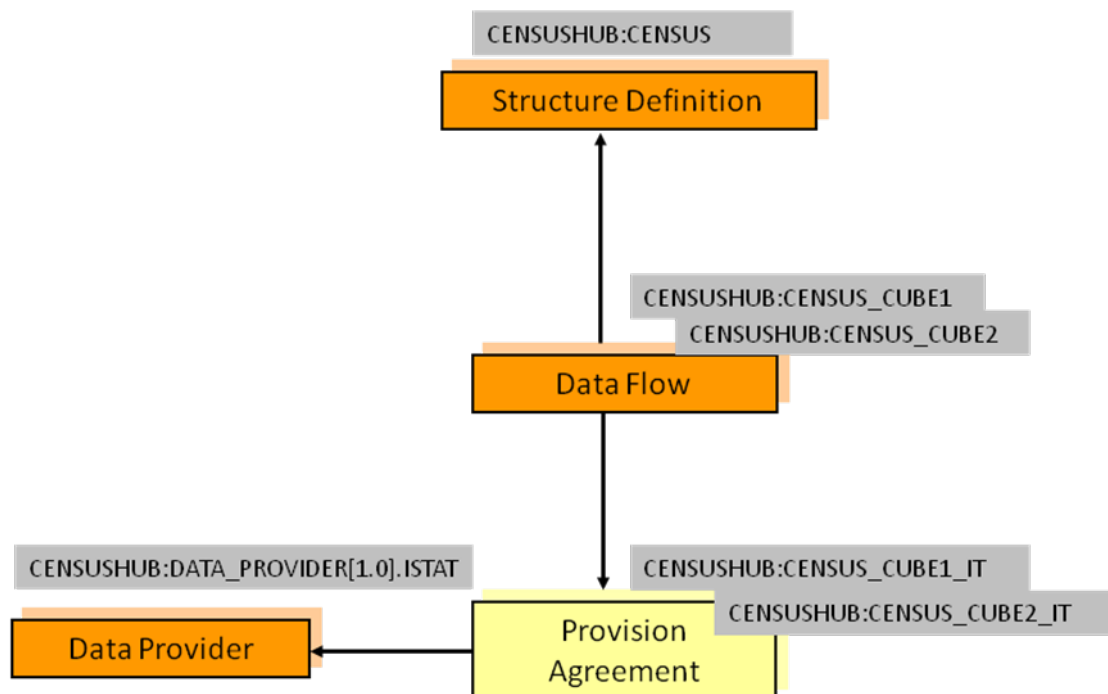 CENSUSHUB:CENSUS
Structure Definition
CENSUSHUB:CENSUS_CUBE1
CENSUSHUB:CENSUS_CUBE2
Data Flow
CENSUSHUB:DATA_PROVIDER[1.0].ISTAT
CENSUSHUB:CENSUS_CUBE1_IT
CENSUSHUB:CENSUS_CUBE2_IT
Data Provider
Provision
Agreement